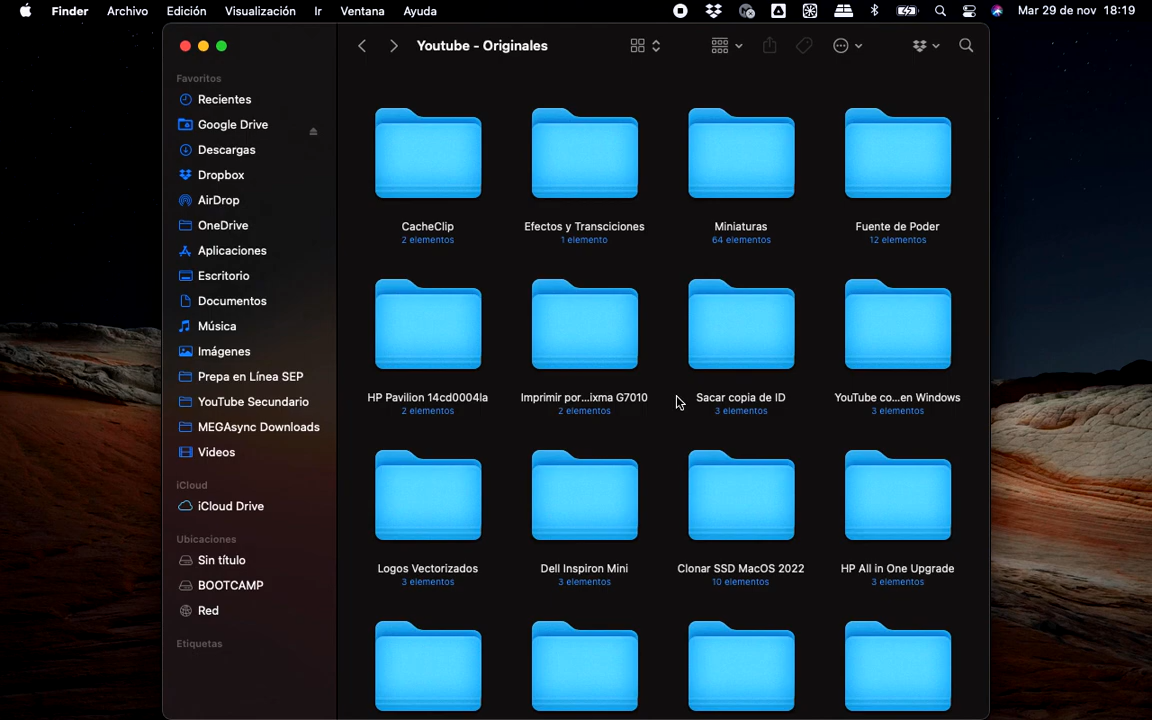 Finder Archivo Edición Visualización Ir Ventana Ayuda Mar 29 de nov 18:19
Youtube - Originales
Favoritos
Recientes
Google Drive
Descargas
Dropbox
AirDrop
OneDrive
Aplicaciones
Escritorio
Documentos
Música
Imágenes
Prepa en Línea SEP
YouTube Secundario
MEGAsync Downloads
Videos
iCloud
iCloud Drive
Ubicaciones
Sin título
BOOTCAMP
Red
Etiquetas
CacheClip Efectos y Transciciones Miniaturas Fuente de Poder
2 elementos 1 elemento 64 elementos 12 elementos
HP Pavilion 14cd0004la Imprimir por...ixma G7010 Sacar copia de ID YouTube co...en Windows
2 elementos 2 elementos 3 elementos 3 elementos
Logos Vectorizados Dell Inspiron Mini Clonar SSD MacOS 2022 HP All in One Upgrade
3 elementos 3 elementos 10 elementos 3 elementos